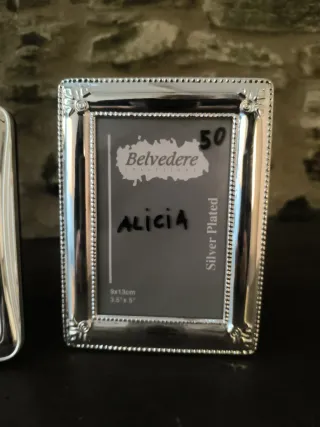 50
Belvedere
ALICIA
Silver Plated
9x13cm
3.5" x 5"